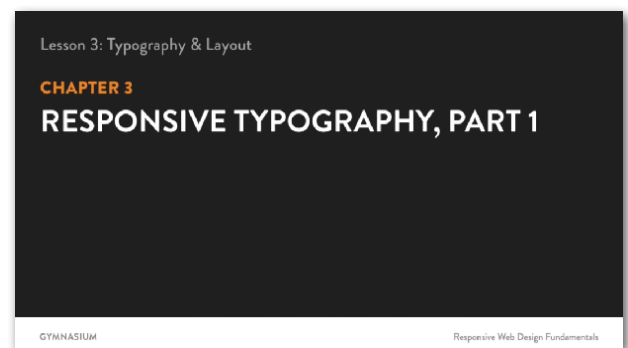 Lesson 3: Typography & Layout
CHAPTER 3
RESPONSIVE TYPOGRAPHY, PART 1
GYMNASIUM
Responsive Web Design Fundamentals